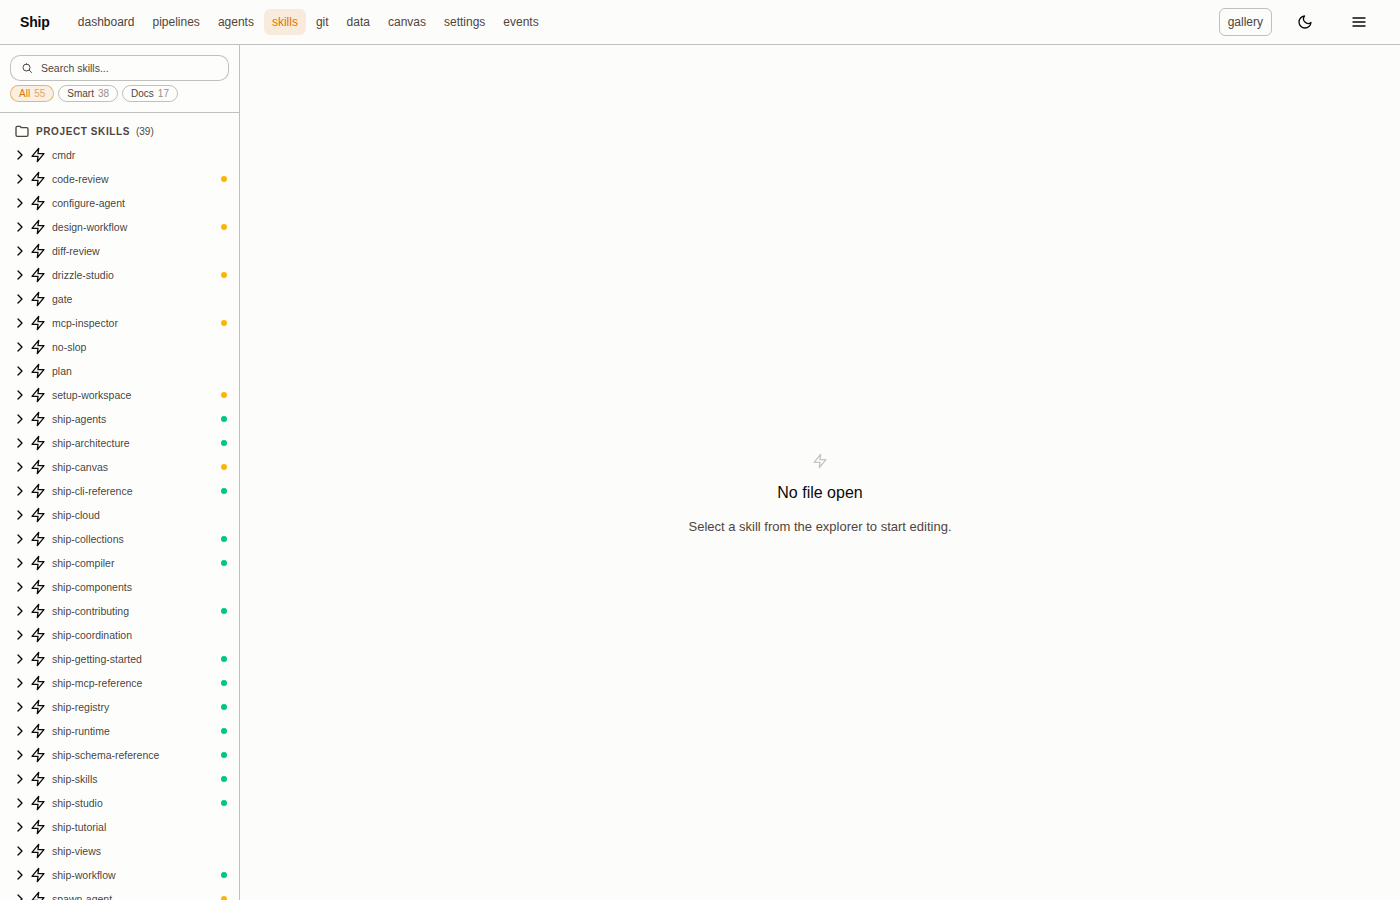 Ship dashboard pipelines agents skills git data canvas settings events gallery
Search skills...
All 55 Smart 38 Docs 17
PROJECT SKILLS (39)
cmdr
code-review
configure-agent
design-workflow
diff-review
drizzle-studio
gate
mcp-inspector
no-slop
plan
setup-workspace
ship-agents
ship-architecture
ship-canvas
ship-cli-reference
ship-cloud
ship-collections
ship-compiler
ship-components
ship-contributing
ship-coordination
ship-getting-started
ship-mcp-reference
ship-registry
ship-runtime
ship-schema-reference
ship-skills
ship-studio
ship-tutorial
ship-views
ship-workflow
spawn-agent
No file open
Select a skill from the explorer to start editing.